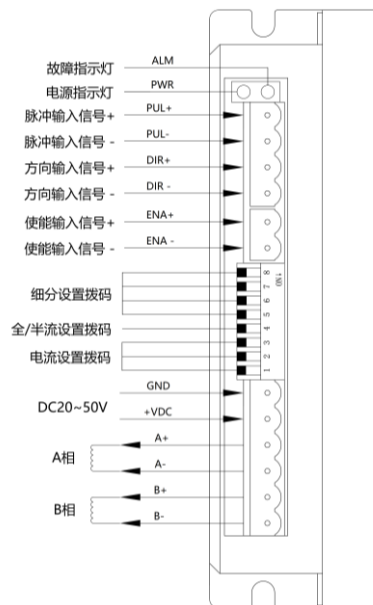 故障指示灯 ALM
电源指示灯 PWR
脉冲输入信号+ PUL+
脉冲输入信号 - PUL-
方向输入信号+ DIR+
方向输入信号 - DIR -
使能输入信号+ ENA+
使能输入信号 - ENA -
细分设置拨码
全/半流设置拨码
电流设置拨码
8
7
6
5
4
3
2
1
GND
DC20~50V
+VDC
A相
A+
A-
B相
B+
B-